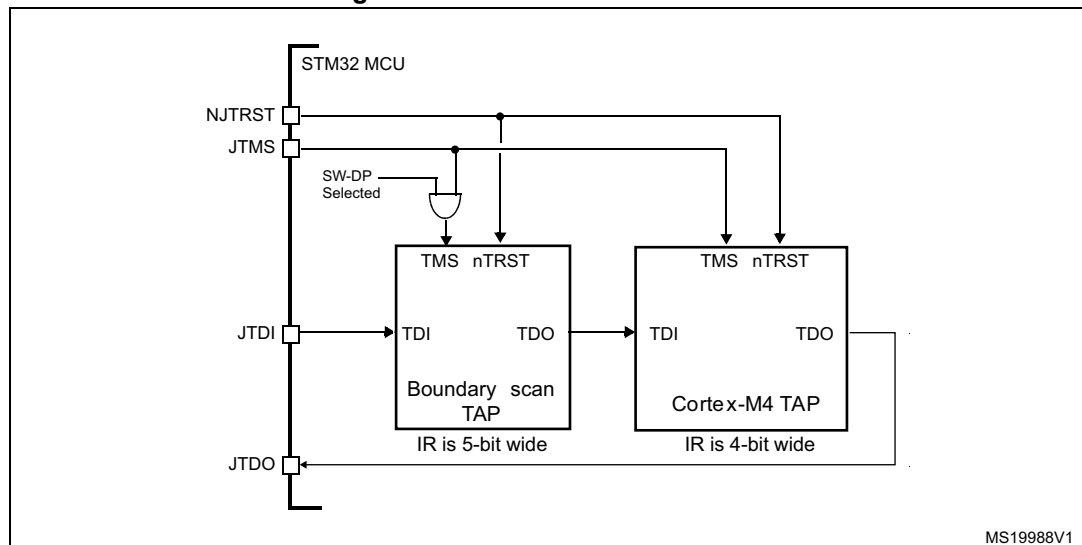 STM32 MCU
NJTRST
JTMS
SW-DP
Selected
TMS nTRST
TMS nTRST
JTDI
TDI
TDO
TDI
TDO
Boundary scan
TAP
Cortex-M4 TAP
IR is 5-bit wide
IR is 4-bit wide
JTDO
MS19988V1